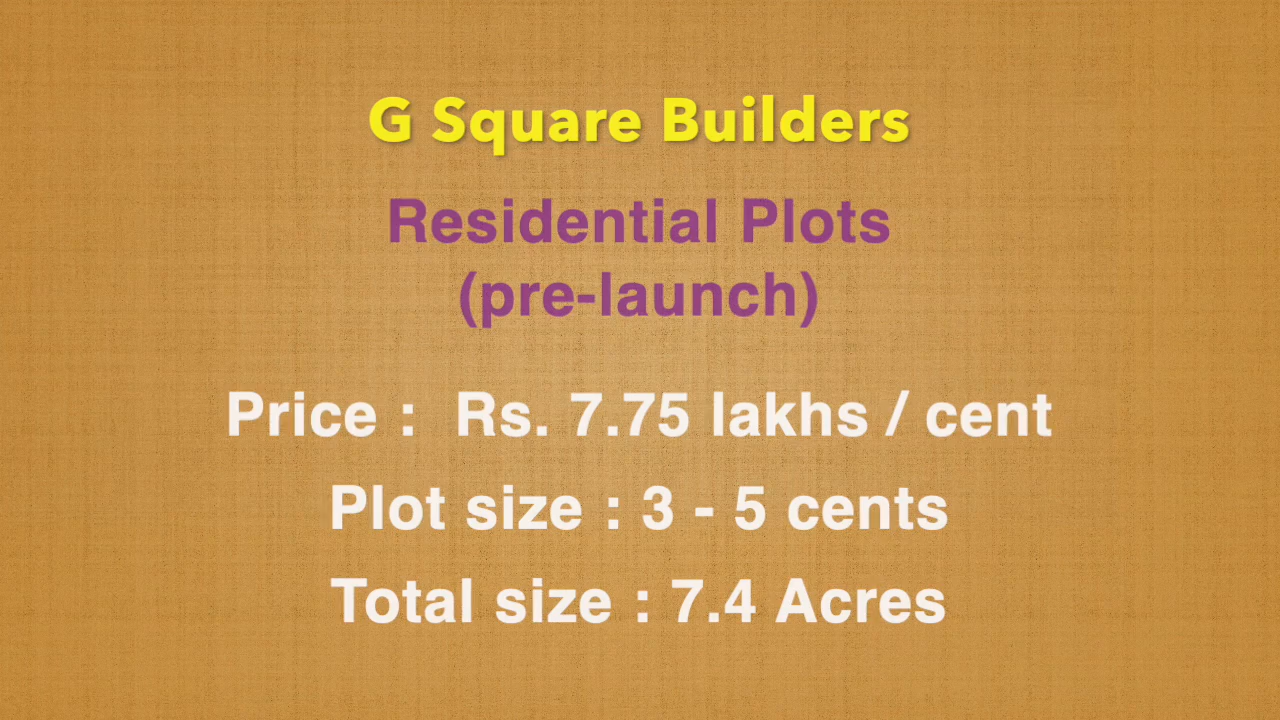 G Square Builders
Residential Plots
(pre-launch)
Price :  Rs. 7.75 lakhs / cent
Plot size : 3 - 5 cents
Total size : 7.4 Acres